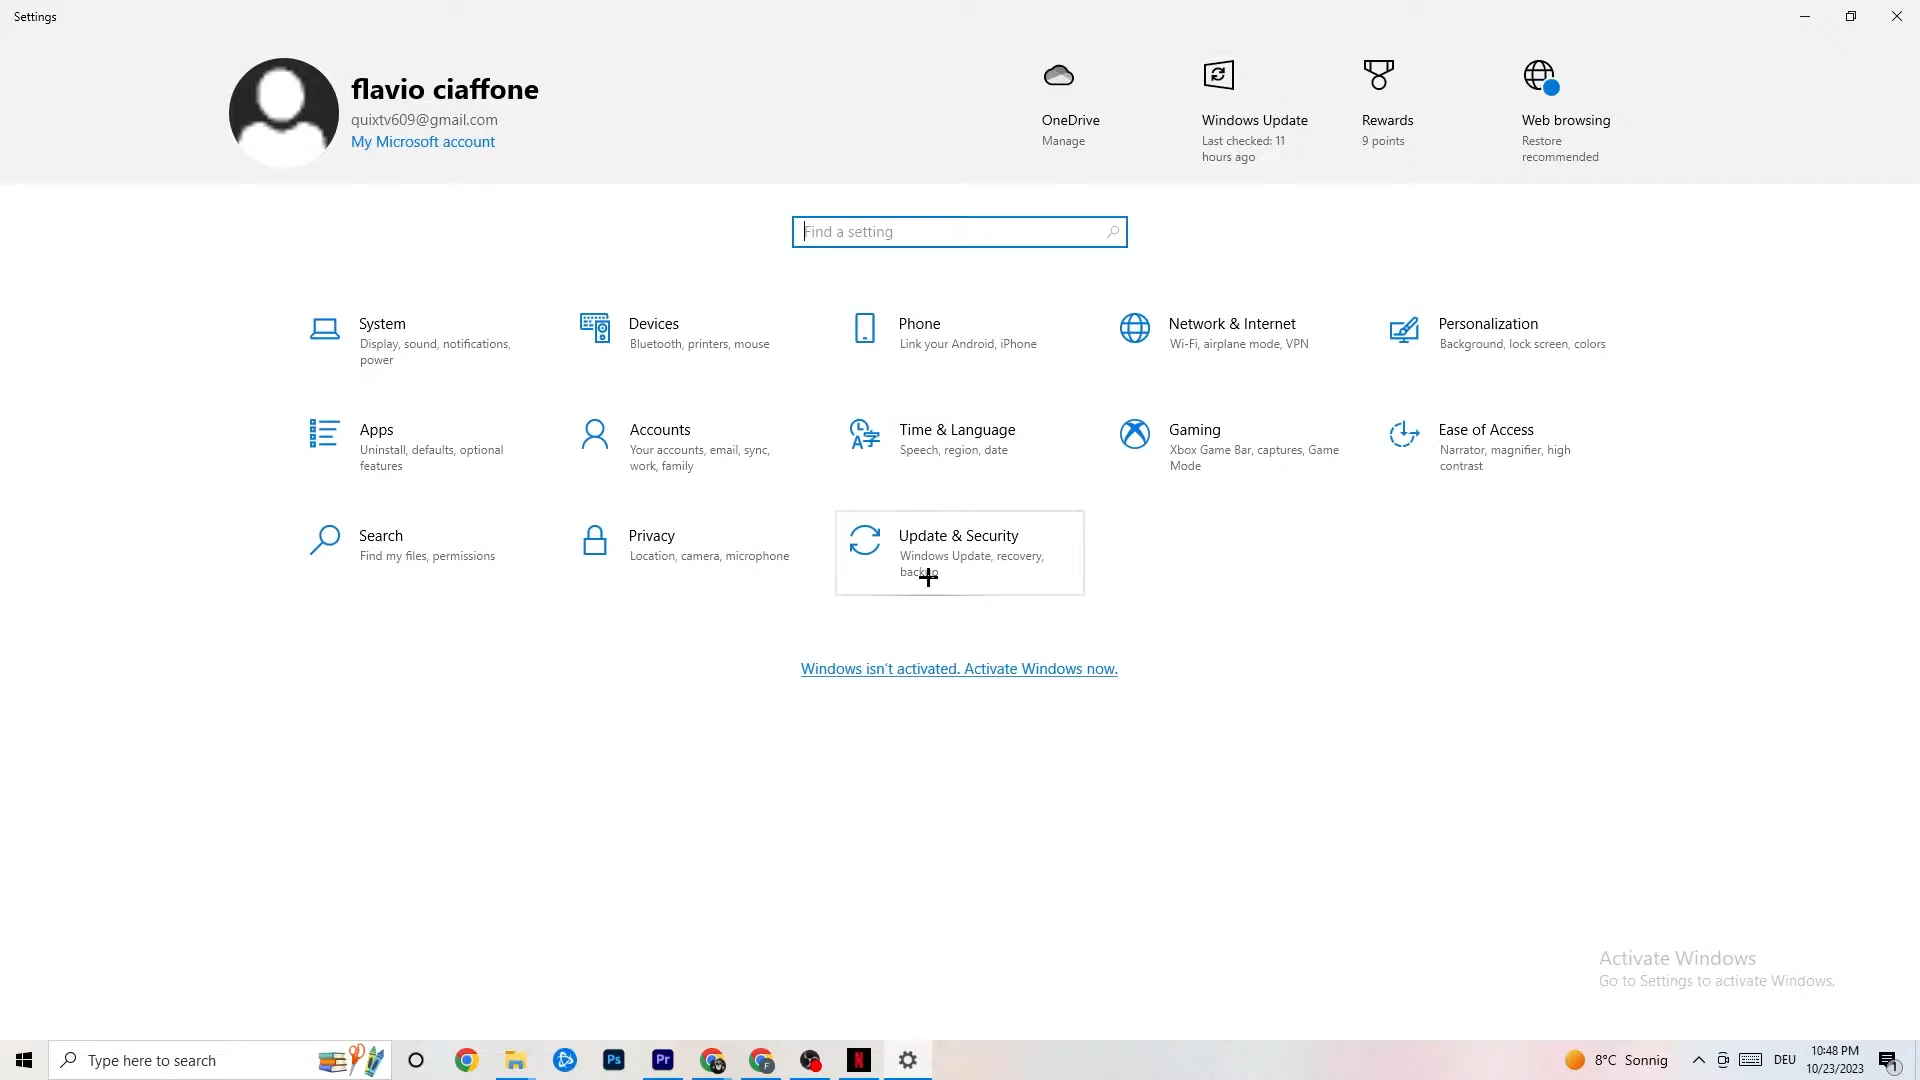 Settings
flavio ciaffone
quixtv609@gmail.com
My Microsoft account
OneDrive
Manage
Windows Update
Last checked: 11
hours ago
Rewards
9 points
Web browsing
Restore
recommended
Find a setting
System
Display, sound, notifications,
power
Devices
Bluetooth, printers, mouse
Phone
Link your Android, iPhone
Network & Internet
Wi-Fi, airplane mode, VPN
Personalization
Background, lock screen, colors
Apps
Uninstall, defaults, optional
features
Accounts
Your accounts, email, sync,
work, family
Time & Language
Speech, region, date
Gaming
Xbox Game Bar, captures, Game
Mode
Ease of Access
Narrator, magnifier, high
contrast
Search
Find my files, permissions
Privacy
Location, camera, microphone
Update & Security
Windows Update, recovery,
backup
Windows isn't activated. Activate Windows now.
Activate Windows
Go to Settings to activate Windows.
Type here to search
Ps
Pr
F
N
8°C Sonnig
DEU
10:48 PM
10/23/2023
1